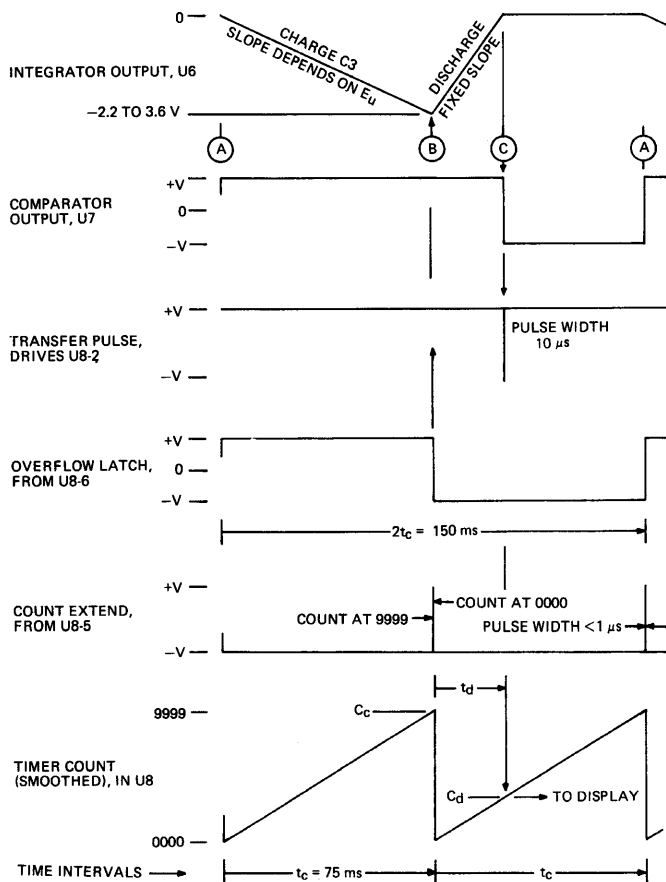 0
INTEGRATOR OUTPUT, U6
CHARGE C3
SLOPE DEPENDS ON Eu
DISCHARGE
FIXED SLOPE
−2.2 TO 3.6 V
A
B
C
A
COMPARATOR
OUTPUT, U7
+V
0
−V
TRANSFER PULSE,
DRIVES U8-2
+V
−V
PULSE WIDTH
10 μs
OVERFLOW LATCH,
FROM U8-6
+V
0
−V
2tc = 150 ms
COUNT EXTEND,
FROM U8-5
+V
−V
COUNT AT 9999
COUNT AT 0000
PULSE WIDTH <1 μs
td
9999
Cc
TIMER COUNT
(SMOOTHED), IN U8
Cd
TO DISPLAY
0000
TIME INTERVALS
tc = 75 ms
tc